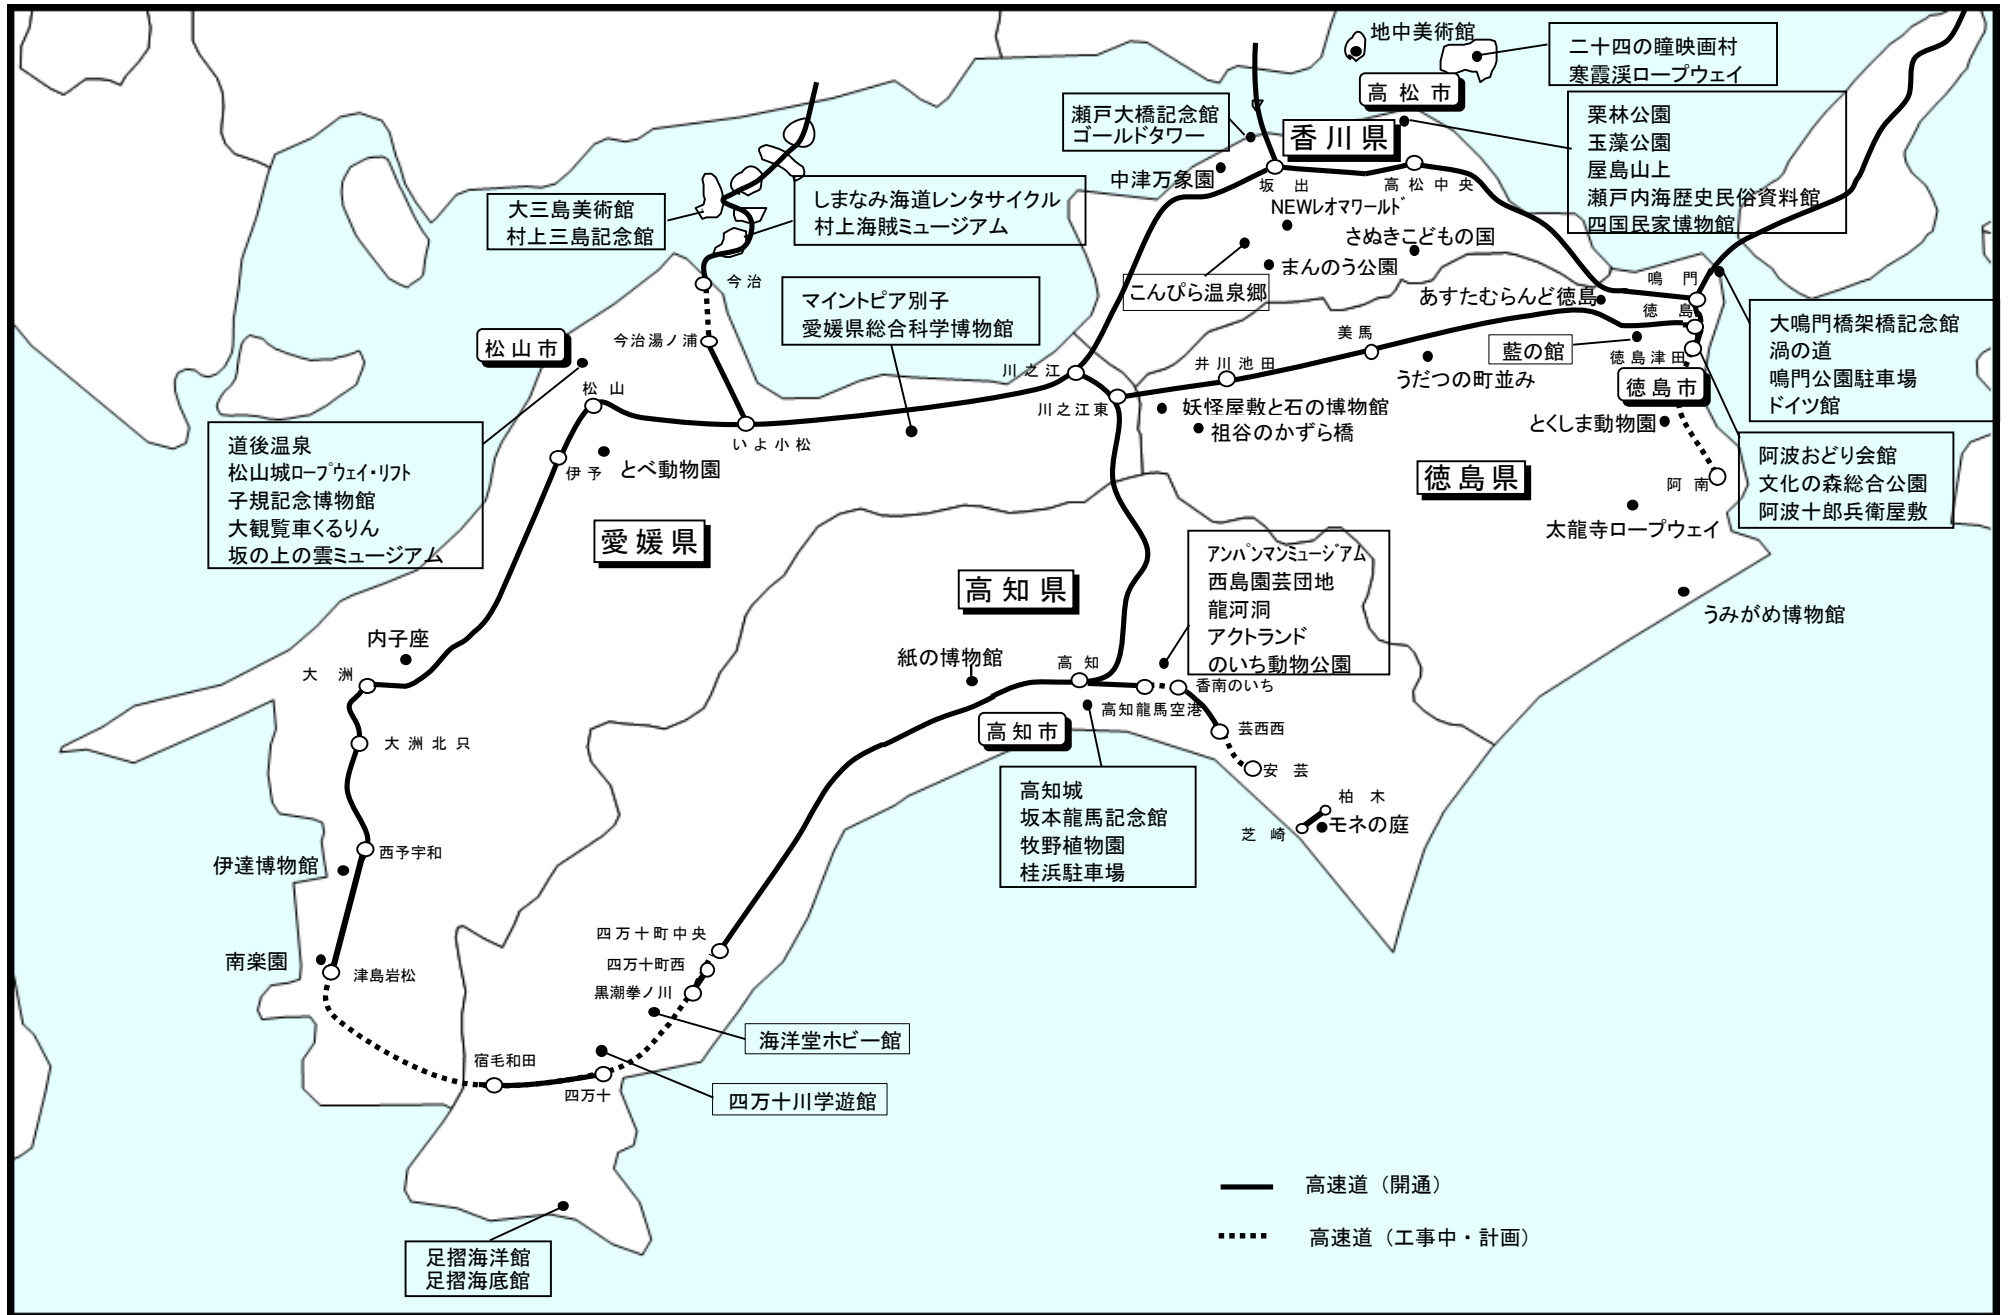 地中美術館
二十四の瞳映画村
寒霞渓ロープウェイ
高松市
瀬戸大橋記念館
ゴールドタワー
香川県
栗林公園
玉藻公園
屋島山上
瀬戸内海歴史民俗資料館
四国民家博物館
中津万象園
坂出
高松中央
NEWレオマワールド
さぬきこどもの国
まんのう公園
こんぴら温泉郷
大三島美術館
村上三島記念館
しまなみ海道レンタサイクル
村上海賊ミュージアム
今治
マイントピア別子
愛媛県総合科学博物館
今治湯ノ浦
松山市
松山
いよ小松
伊予
とべ動物園
道後温泉
松山城ロープウェイ・リフト
子規記念博物館
大観覧車くるりん
坂の上の雲ミュージアム
愛媛県
川之江
川之江東
井川池田
美馬
あすたむらんど徳島
鳴門
徳島
藍の館
徳島津田
うだつの町並み
徳島市
大鳴門橋架橋記念館
渦の道
鳴門公園駐車場
ドイツ館
妖怪屋敷と石の博物館
祖谷のかずら橋
とくしま動物園
徳島県
阿南
阿波おどり会館
文化の森総合公園
阿波十郎兵衛屋敷
太龍寺ロープウェイ
うみがめ博物館
高知県
アンパンマンミュージアム
西島園芸団地
龍河洞
アクトランド
のいち動物公園
内子座
大洲
紙の博物館
高知
香南のいち
高知龍馬空港
高知市
芸西西
大洲北只
安芸
高知城
坂本龍馬記念館
牧野植物園
桂浜駐車場
柏木
モネの庭
芝崎
西予宇和
伊達博物館
四万十町中央
四万十町西
黒潮拳ノ川
南楽園
津島岩松
海洋堂ホビー館
宿毛和田
四万十
四万十川学遊館
足摺海洋館
足摺海底館
高速道（開通）
高速道（工事中・計画）